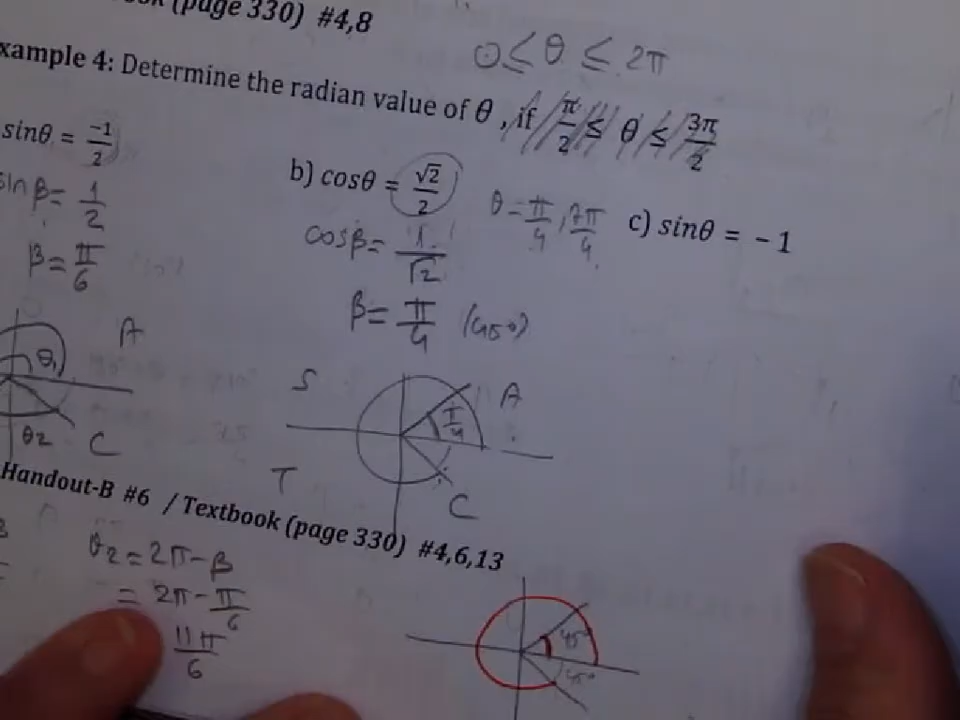 (page 330) #4,8
0 ≤ θ ≤ 2π
xample 4: Determine the radian value of θ , if π/2 ≤ θ ≤ 3π/2
sinθ = -1/2
b) cosθ = √2/2
θ = π/4 , 7π/4
c) sinθ = - 1
sin β = 1/2
cosβ = 1/√2
β = π/6
β = π/4 (45°)
A
θ1
θ2
C
S
A
π/4
T
C
Handout-B #6 / Textbook (page 330) #4,6,13
θ2 = 2π - β
= 2π - π/6
11π/6
45°
45°